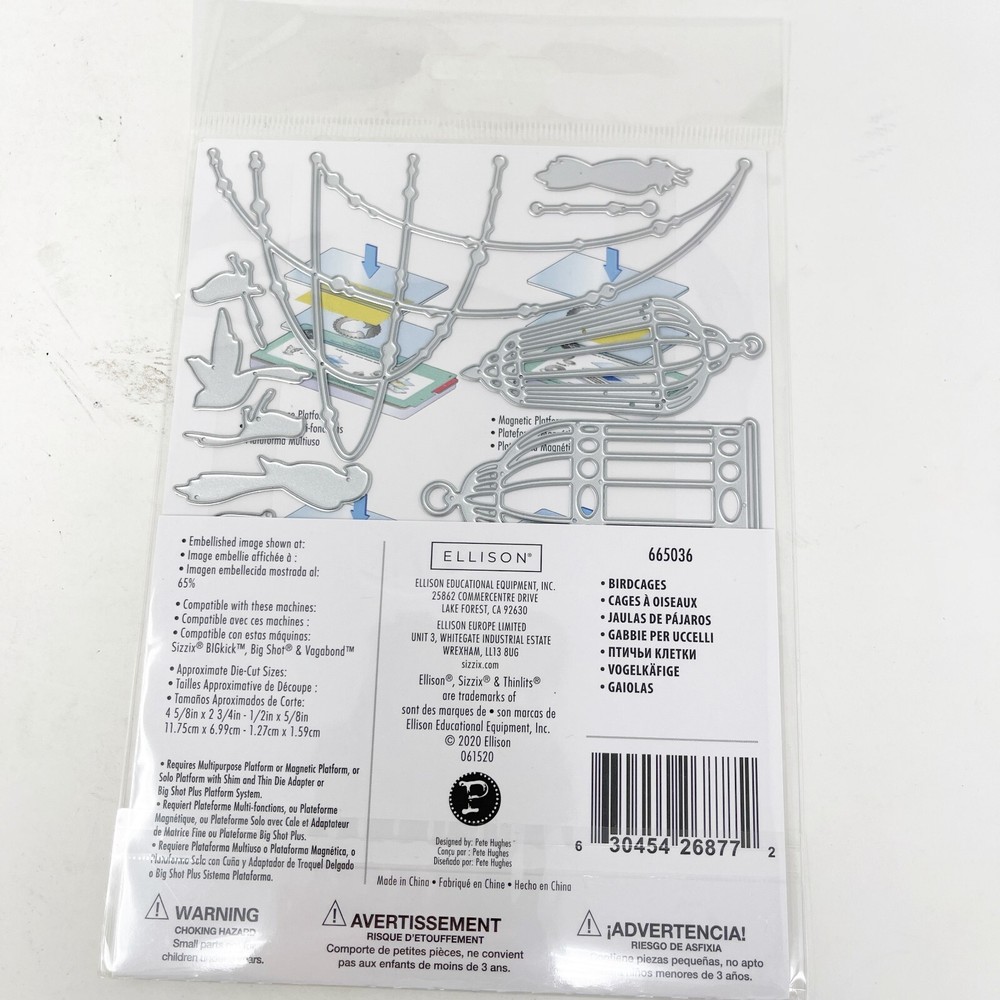 Multiuso
• Magnetic
• Embellished image shown at:
• Image embellie affichée à :
• Imagen embellecida mostrada al:
65%
• Compatible with these machines:
• Compatible avec ces machines :
• Compatible con estas máquinas:
Sizzix® BIGkick™, Big Shot® & Vagabond™
• Approximate Die-Cut Sizes:
• Tailles Approximative de Découpe :
• Tamaños Aproximados de Corte:
4 5/8in x 2 3/4in - 1/2in x 5/8in
11.75cm x 6.99cm - 1.27cm x 1.59cm
• Requires Multipurpose Platform or Magnetic Platform, or
Solo Platform with Shim and Thin Die Adapter or
Big Shot Plus Platform System.
• Requiert Plateforme Multi-fonctions, ou Plateforme
Magnétique, ou Plateforme Solo avec Cale et Adaptateur
de Matrice Fine ou Plateforme Big Shot Plus.
• Requiere Plataforma Multiuso o Plataforma Magnética, o
Plataforma Solo con Cuña y Adaptador de Troquel Delgado
o Big Shot Plus Sistema Plataforma.
ELLISON®
ELLISON EDUCATIONAL EQUIPMENT, INC.
25862 COMMERCENTRE DRIVE
LAKE FOREST, CA 92630
ELLISON EUROPE LIMITED
UNIT 3, WHITEGATE INDUSTRIAL ESTATE
WREXHAM, LL13 8UG
sizzix.com
Ellison®, Sizzix® & Thinlits®
are trademarks of
sont des marques de • son marcas de
Ellison Educational Equipment, Inc.
© 2020 Ellison
061520
P
Designed by: Pete Hughes
Conçu par : Pete Hughes
Diseñado por: Pete Hughes
Made in China • Fabriqué en Chine • Hecho en China
665036
• BIRDCAGES
• CAGES À OISEAUX
• JAULAS DE PÁJAROS
• GABBIE PER UCCELLI
• ПТИЧЬИ КЛЕТКИ
• VOGELKÄFIGE
• GAIOLAS
6 30454 26877 2
WARNING
CHOKING HAZARD
Small
children
AVERTISSEMENT
RISQUE D'ETOUFFEMENT
Comporte de petites pièces, ne convient
pas aux enfants de moins de 3 ans.
¡ADVERTENCIA!
RIESGO DE ASFIXIA
piezas pequeñas, no apto
niños menores de 3 años.